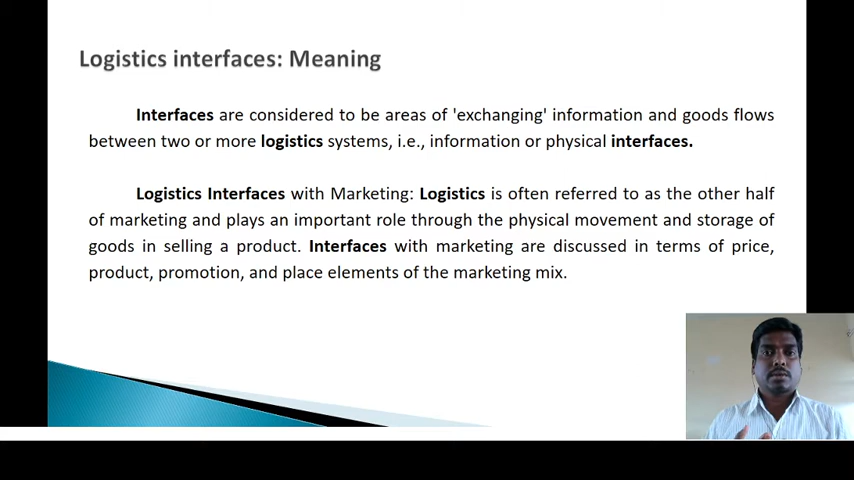 Logistics interfaces: Meaning
Interfaces are considered to be areas of 'exchanging' information and goods flows
between two or more logistics systems, i.e., information or physical interfaces.
Logistics Interfaces with Marketing: Logistics is often referred to as the other half
of marketing and plays an important role through the physical movement and storage of
goods in selling a product. Interfaces with marketing are discussed in terms of price,
product, promotion, and place elements of the marketing mix.